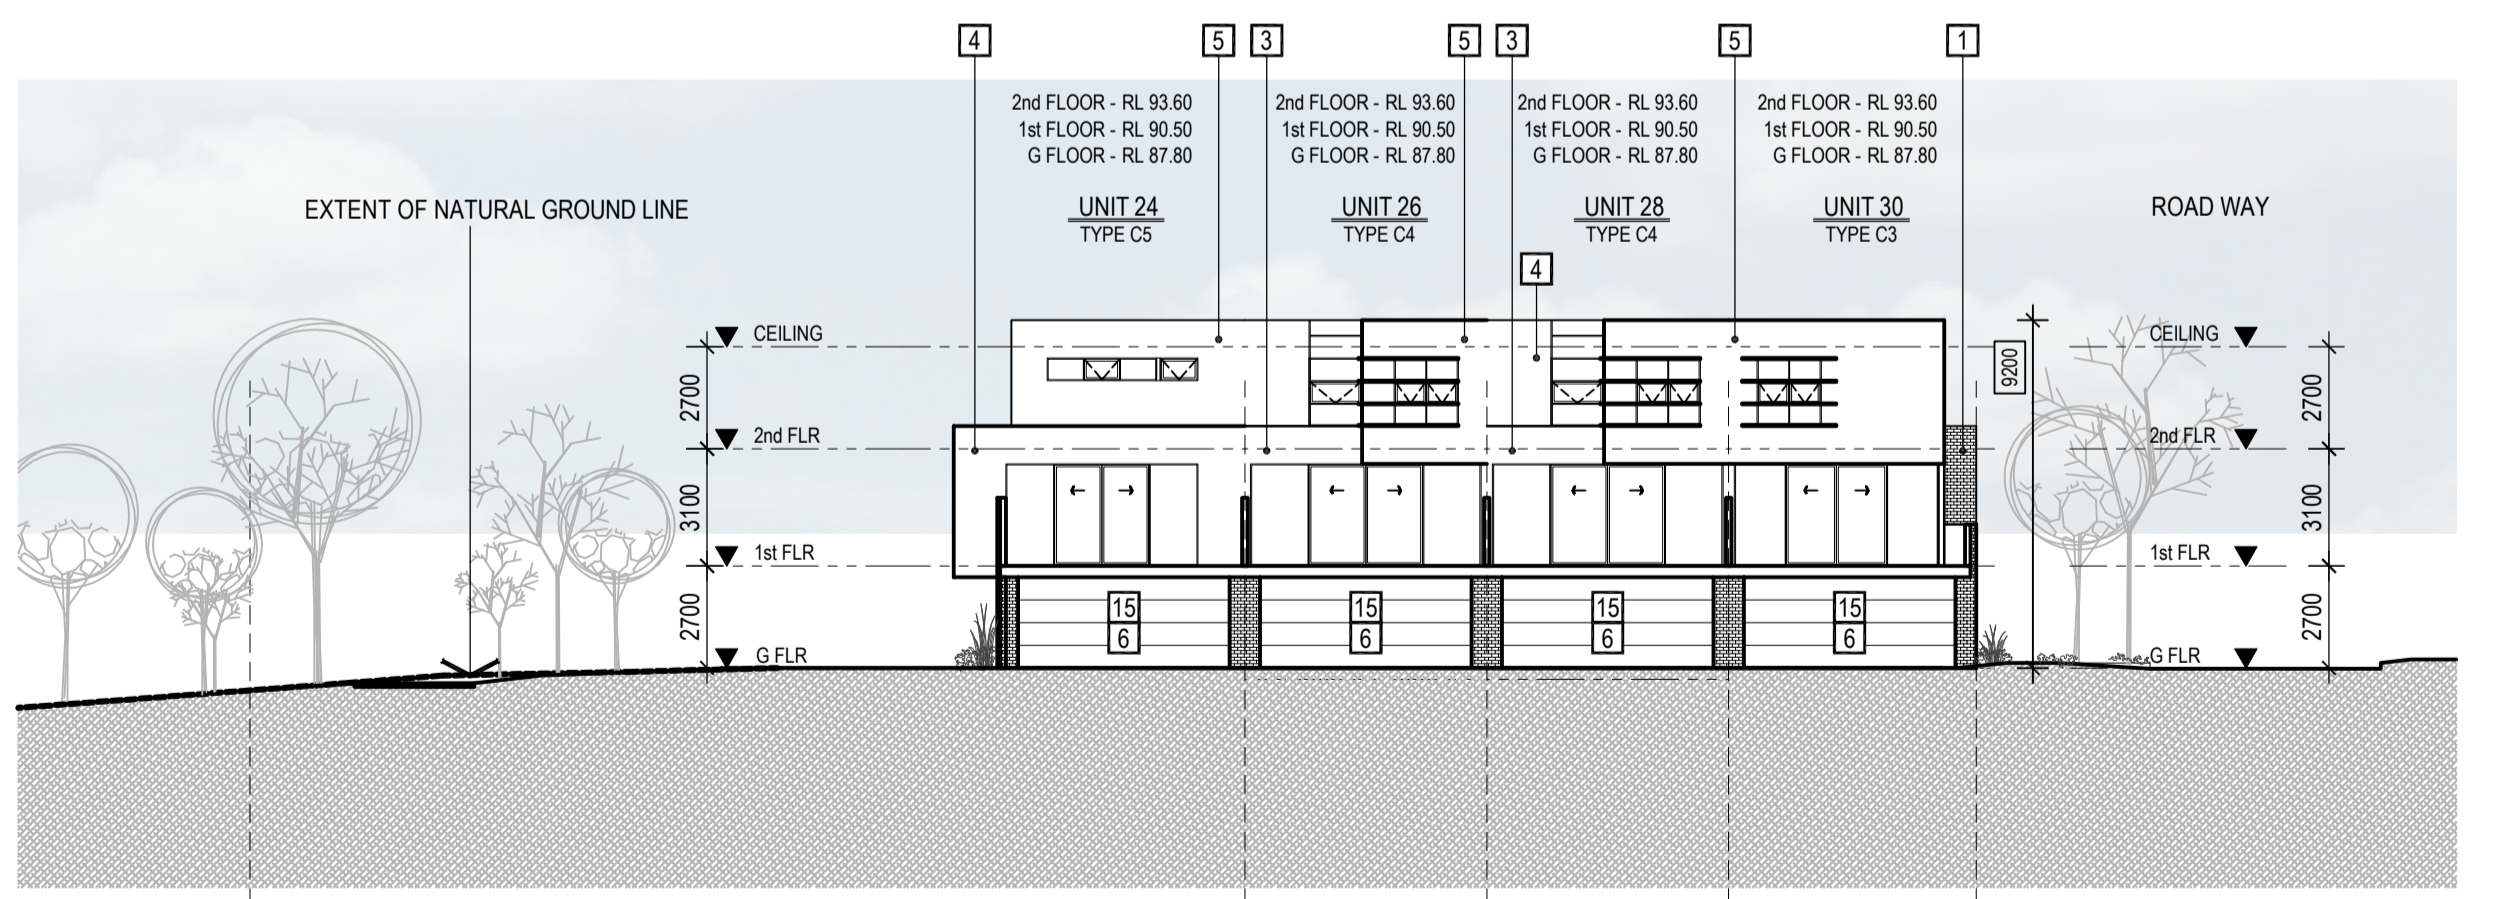 4
5
3
5
3
5
1
2nd FLOOR - RL 93.60
1st FLOOR - RL 90.50
G FLOOR - RL 87.80
UNIT 24
TYPE C5
2nd FLOOR - RL 93.60
1st FLOOR - RL 90.50
G FLOOR - RL 87.80
UNIT 26
TYPE C4
2nd FLOOR - RL 93.60
1st FLOOR - RL 90.50
G FLOOR - RL 87.80
UNIT 28
TYPE C4
2nd FLOOR - RL 93.60
1st FLOOR - RL 90.50
G FLOOR - RL 87.80
UNIT 30
TYPE C3
EXTENT OF NATURAL GROUND LINE
ROAD WAY
4
CEILING
2700
2nd FLR
3100
1st FLR
2700
G FLR
15
6
15
6
15
6
15
6
9200
CEILING
2700
2nd FLR
3100
1st FLR
2700
G FLR